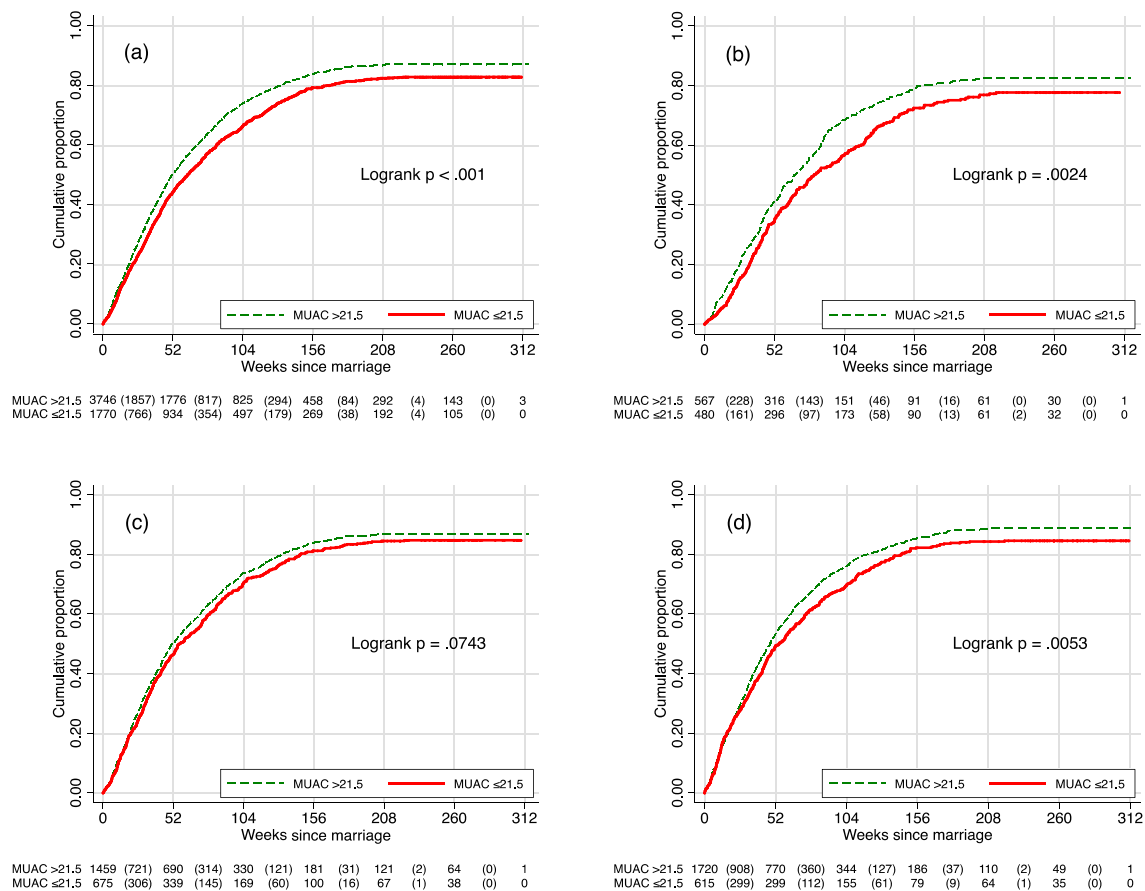 (a)
Cumulative proportion
1.00
0.80
0.60
0.40
0.20
0.00
Logrank p < .001
MUAC >21.5 MUAC ≤21.5
0 52 104 156 208 260 312
Weeks since marriage
MUAC >21.5 3746 (1857) 1776 (817) 825 (294) 458 (84) 292 (4) 143 (0) 3
MUAC ≤21.5 1770 (766) 934 (354) 497 (179) 269 (38) 192 (4) 105 (0) 0
(b)
Cumulative proportion
1.00
0.80
0.60
0.40
0.20
0.00
Logrank p = .0024
MUAC >21.5 MUAC ≤21.5
0 52 104 156 208 260 312
Weeks since marriage
MUAC >21.5 567 (228) 316 (143) 151 (46) 91 (16) 61 (0) 30 (0) 1
MUAC ≤21.5 480 (161) 296 (97) 173 (58) 90 (13) 61 (2) 32 (0) 0
(c)
Cumulative proportion
1.00
0.80
0.60
0.40
0.20
0.00
Logrank p = .0743
MUAC >21.5 MUAC ≤21.5
0 52 104 156 208 260 312
Weeks since marriage
MUAC >21.5 1459 (721) 690 (314) 330 (121) 181 (31) 121 (2) 64 (0) 1
MUAC ≤21.5 675 (306) 339 (145) 169 (60) 100 (16) 67 (1) 38 (0) 0
(d)
Cumulative proportion
1.00
0.80
0.60
0.40
0.20
0.00
Logrank p = .0053
MUAC >21.5 MUAC ≤21.5
0 52 104 156 208 260 312
Weeks since marriage
MUAC >21.5 1720 (908) 770 (360) 344 (127) 186 (37) 110 (2) 49 (0) 1
MUAC ≤21.5 615 (299) 299 (112) 155 (61) 79 (9) 64 (1) 35 (0) 0